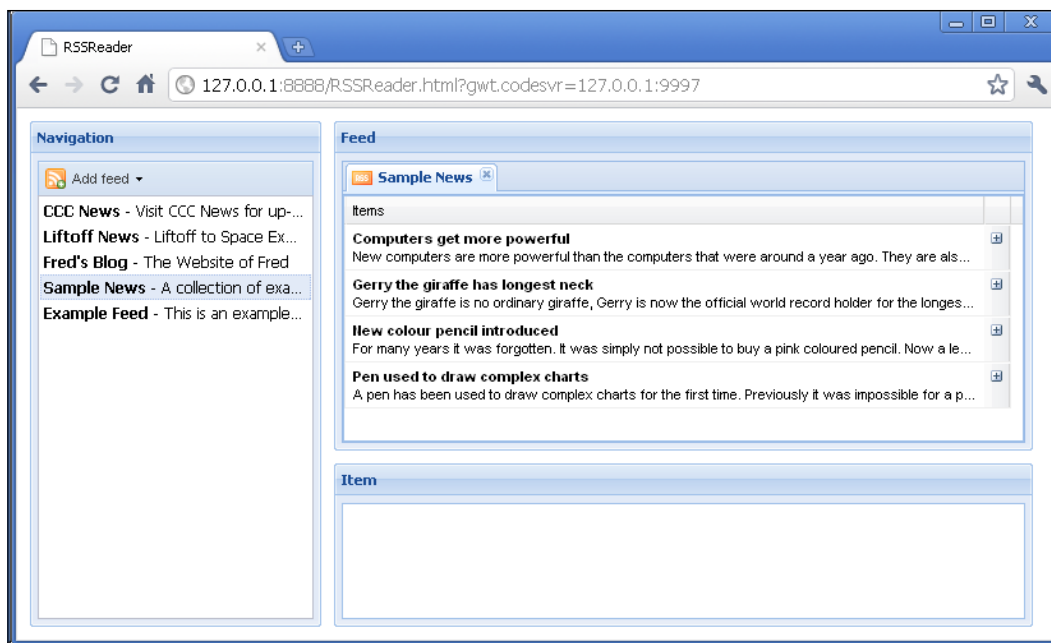 RSSReader
127.0.0.1:8888/RSSReader.html?gwt.codesvr=127.0.0.1:9997
Navigation
Add feed
CCC News - Visit CCC News for up-...
Liftoff News - Liftoff to Space Ex...
Fred's Blog - The Website of Fred
Sample News - A collection of exa...
Example Feed - This is an example...
Feed
RSS Sample News
Items
Computers get more powerful
New computers are more powerful than the computers that were around a year ago. They are als...
Gerry the giraffe has longest neck
Gerry the giraffe is no ordinary giraffe, Gerry is now the official world record holder for the longes...
New colour pencil introduced
For many years it was forgotten. It was simply not possible to buy a pink coloured pencil. Now a le...
Pen used to draw complex charts
A pen has been used to draw complex charts for the first time. Previously it was impossible for a p...
Item